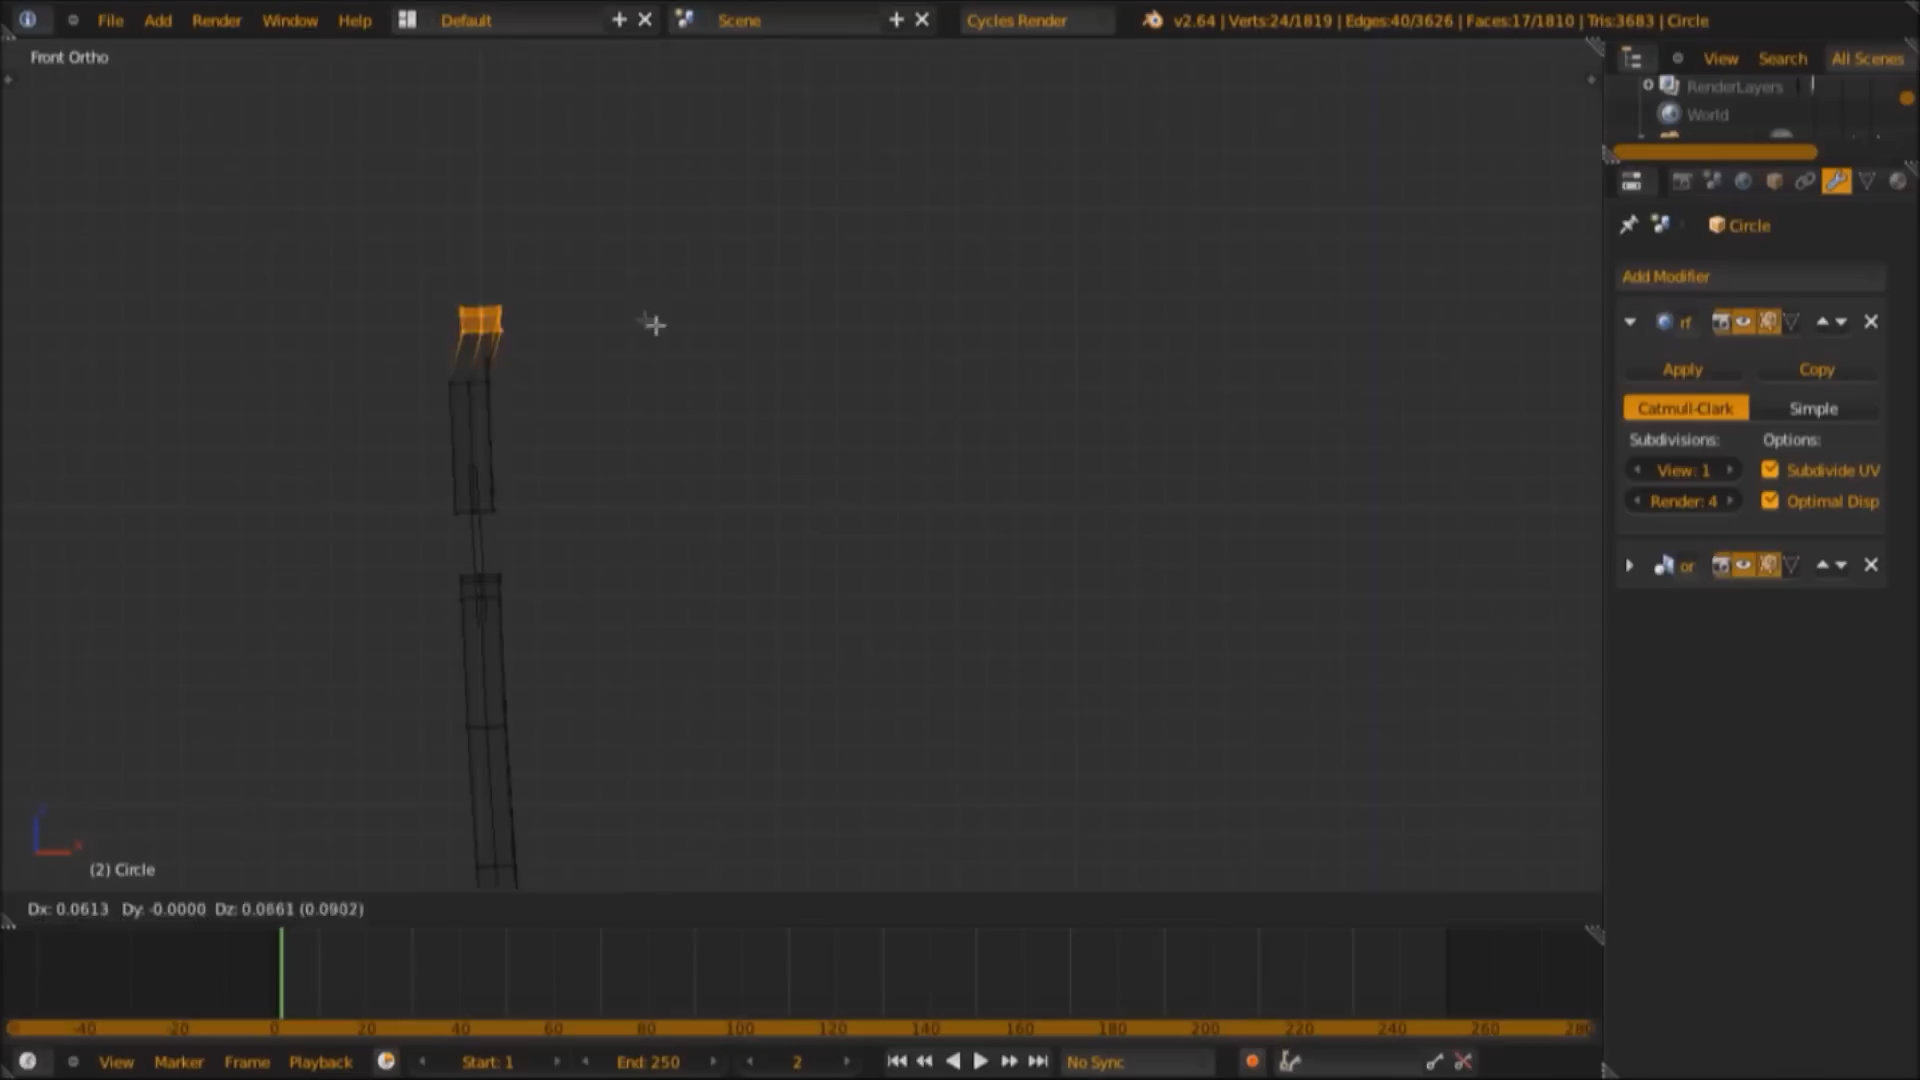 File Add Render Window Help Default Scene Cycles Render v2.64 | Verts:24/1819 | Edges:40/3626 | Faces:17/1810 | Tris:3683 | Circle
Front Ortho
View Search All Scenes
RenderLayers
World
Circle
Add Modifier
rf
Apply Copy
Catmull-Clark Simple
Subdivisions: Options:
View: 1 Subdivide UV
Render: 4 Optimal Disp
or
x
(2) Circle
Dx: 0.0613 Dy: -0.0000 Dz: 0.0661 (0.0902)
-40 -20 0 20 40 60 80 100 120 140 160 180 200 220 240 260 280
View Marker Frame Playback Start: 1 End: 250 2 No Sync